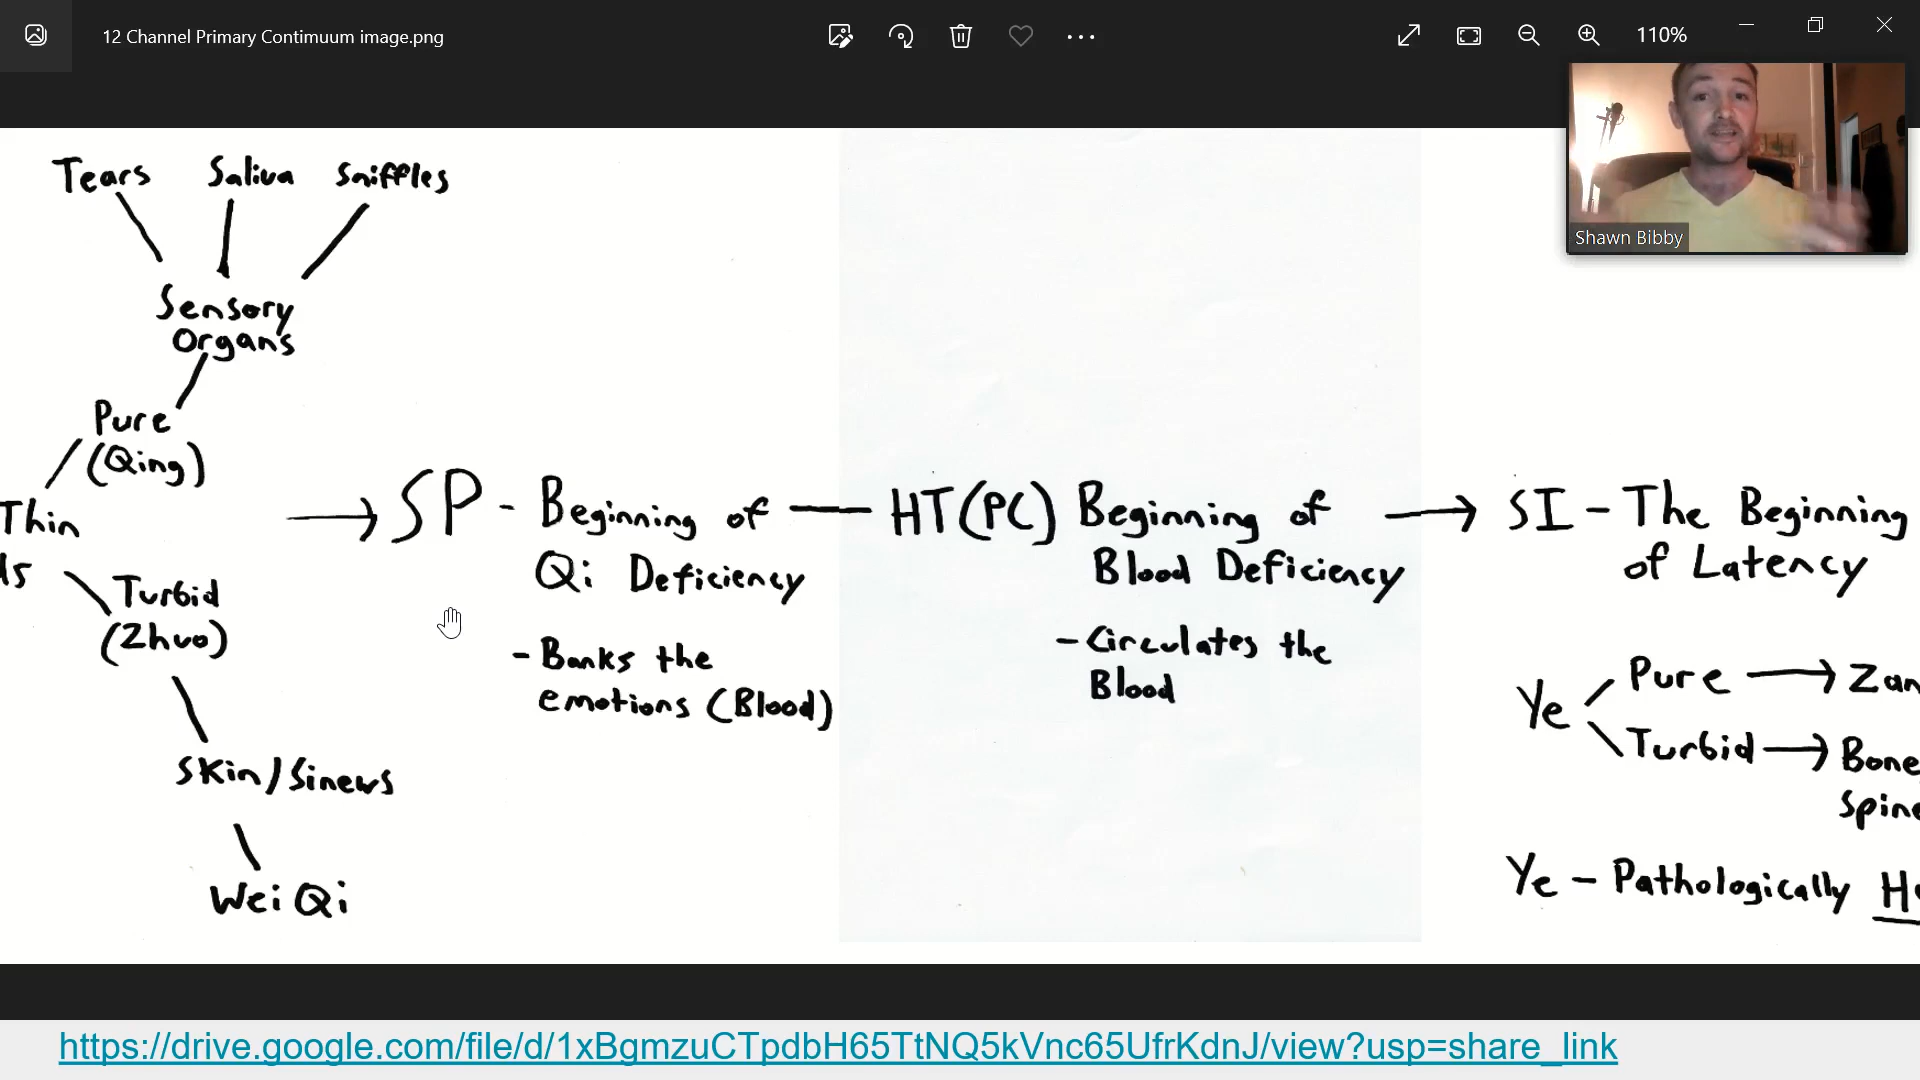 12 Channel Primary Contimuum image.png
110%
Shawn Bibby
Tears Saliva Sniffles
Sensory
Organs
Pure
(Qing)
Thin
Turbid
(Zhuo)
Skin/Sinews
Wei Qi
SP - Beginning of
Qi Deficiency
- Banks the
emotions (Blood)
HT(PC) Beginning of
Blood Deficiency
- Circulates the
Blood
SI - The Beginning
of Latency
Ye
Pure
Turbid
Bone
Ye - Pathologically
https://drive.google.com/file/d/1xBgmzuCTpdbH65TtNQ5kVnc65UfrKdnJ/view?usp=share_link